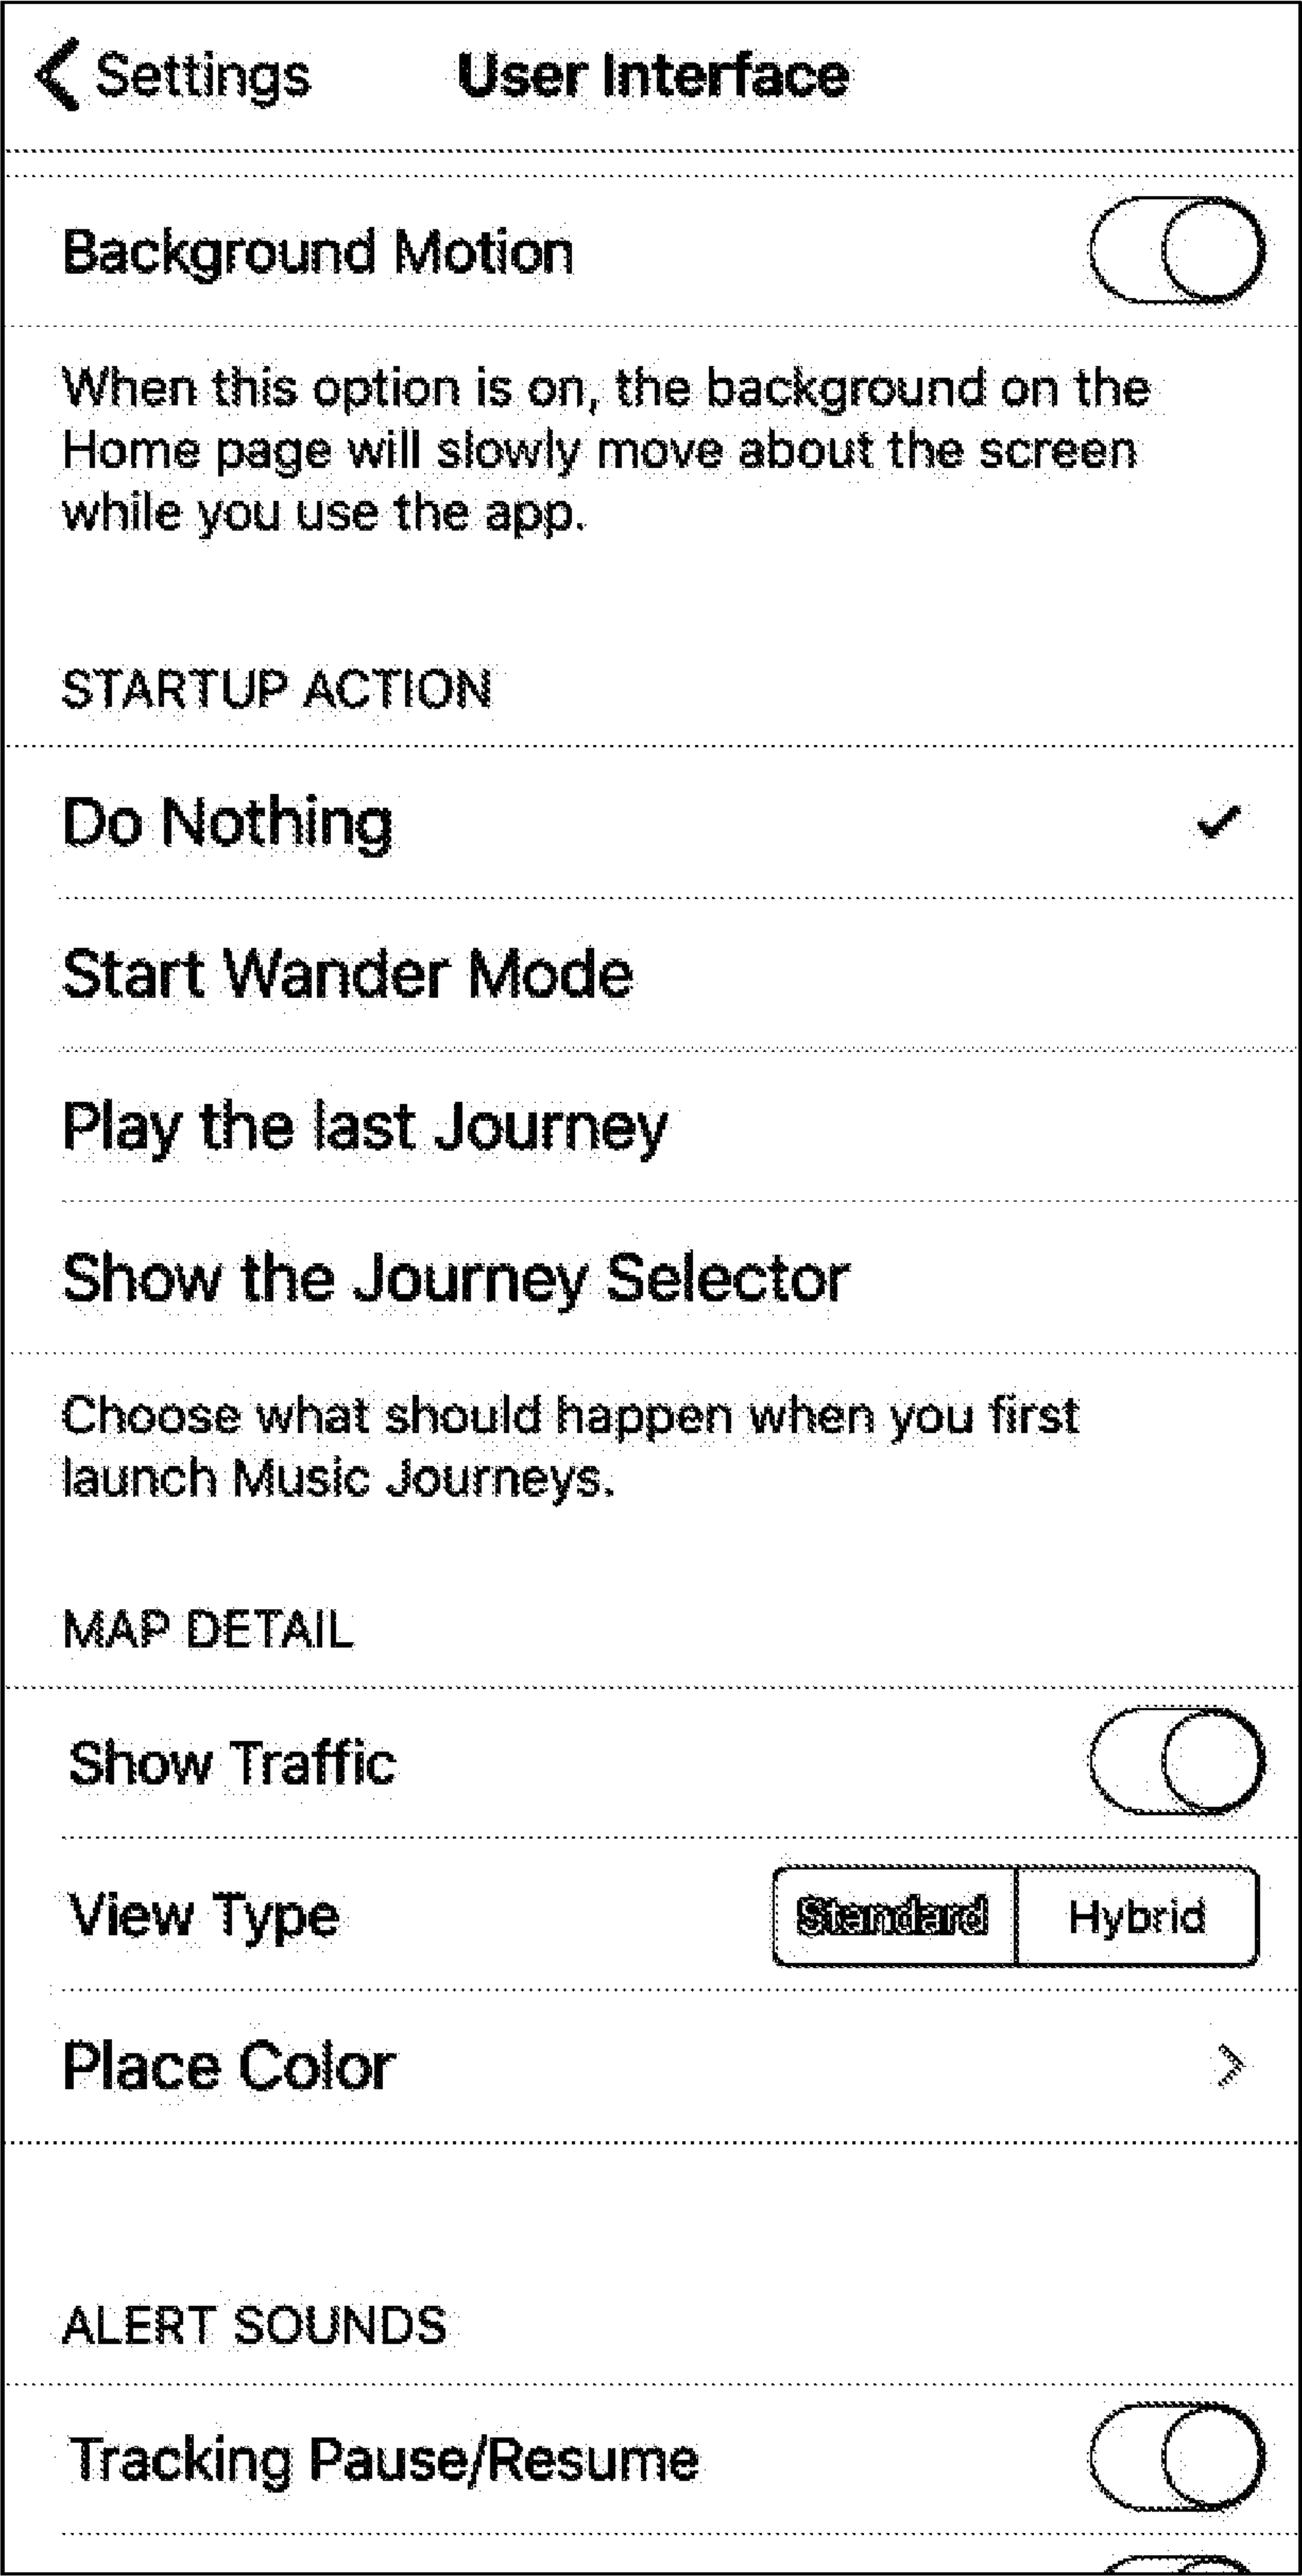 Settings User Interface
Background Motion
When this option is on, the background on the
Home page will slowly move about the screen
while you use the app.
STARTUP ACTION
Do Nothing
Start Wander Mode
Play the last Journey
Show the Journey Selector
Choose what should happen when you first
launch Music Journeys.
MAP DETAIL
Show Traffic
View Type Standard Hybrid
Place Color
ALERT SOUNDS
Tracking Pause/Resume